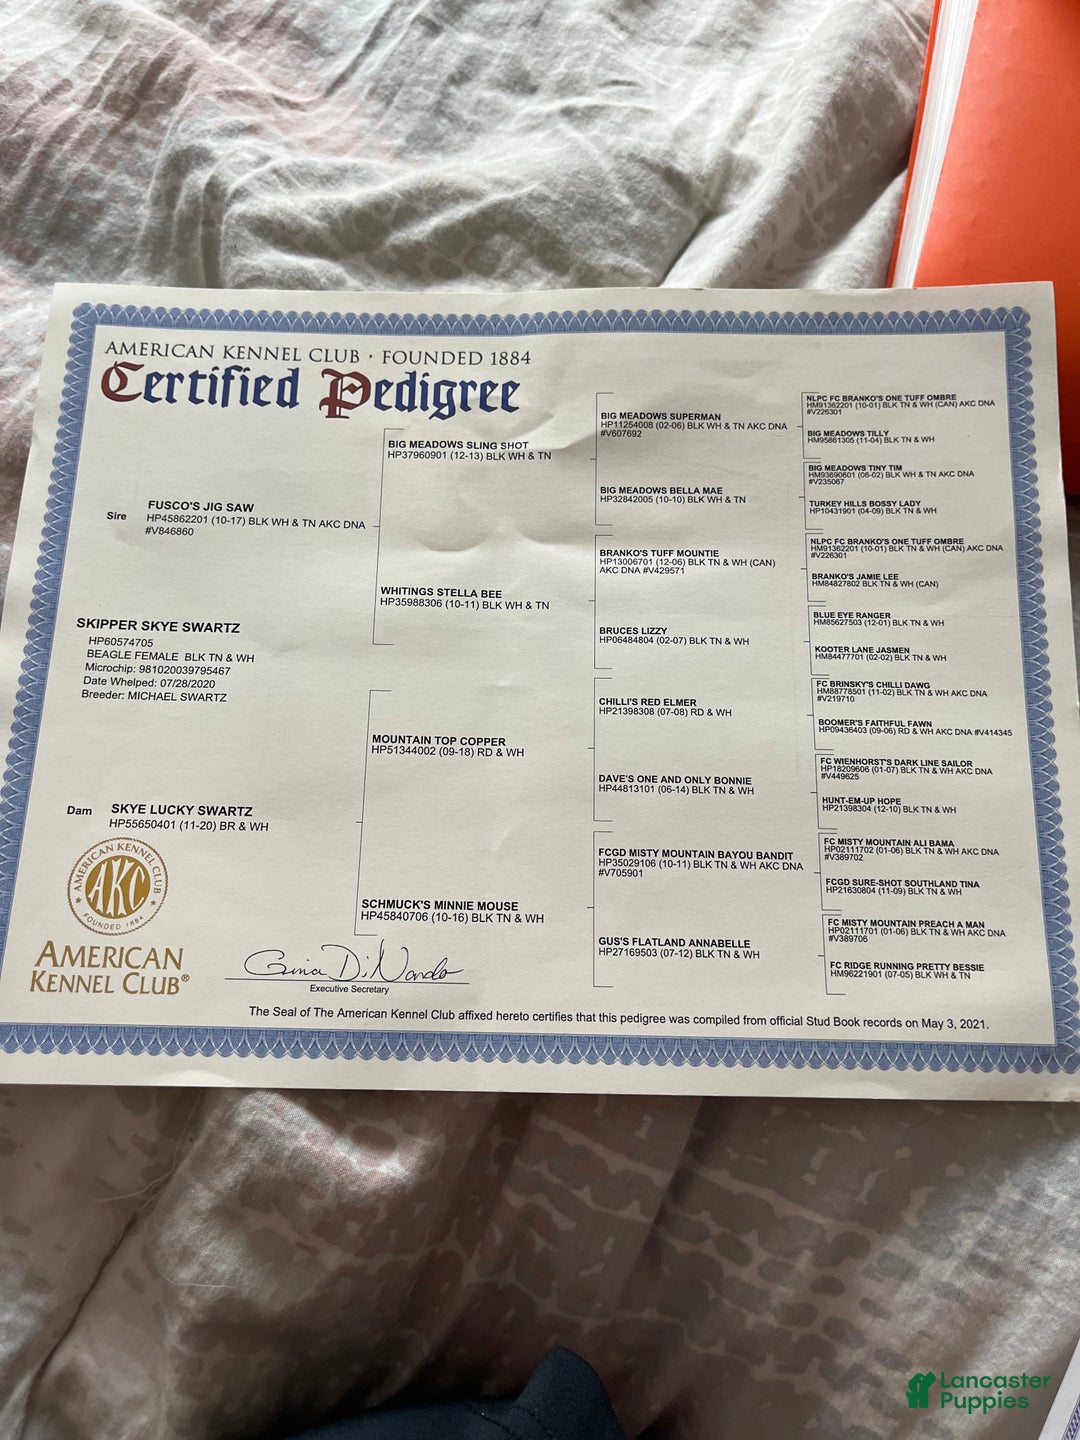 AMERICAN KENNEL CLUB · FOUNDED 1884
Certified Pedigree
Sire
FUSCO'S JIG SAW
HP45862201 (10-17) BLK WH & TN AKC DNA
#V846860
SKIPPER SKYE SWARTZ
HP60574705
BEAGLE FEMALE BLK TN & WH
Microchip: 981020039795467
Date Whelped: 07/28/2020
Breeder: MICHAEL SWARTZ
Dam
SKYE LUCKY SWARTZ
HP55650401 (11-20) BR & WH
BIG MEADOWS SLING SHOT
HP37960901 (12-13) BLK WH & TN
WHITINGS STELLA BEE
HP35988306 (10-11) BLK WH & TN
MOUNTAIN TOP COPPER
HP51344002 (09-18) RD & WH
SCHMUCK'S MINNIE MOUSE
HP45840706 (10-16) BLK TN & WH
BIG MEADOWS SUPERMAN
HP11254008 (02-06) BLK WH & TN AKC DNA
#V607692
BIG MEADOWS BELLA MAE
HP32842005 (10-10) BLK WH & TN
BRANKO'S TUFF MOUNTIE
HP13006701 (12-06) BLK TN & WH (CAN)
AKC DNA #V429571
BRUCES LIZZY
HP06484804 (02-07) BLK TN & WH
CHILLI'S RED ELMER
HP21398308 (07-08) RD & WH
DAVE'S ONE AND ONLY BONNIE
HP44813101 (06-14) BLK TN & WH
FCGD MISTY MOUNTAIN BAYOU BANDIT
HP35029106 (10-11) BLK TN & WH AKC DNA
#V705901
GUS'S FLATLAND ANNABELLE
HP27169503 (07-12) BLK TN & WH
NLPC FC BRANKO'S ONE TUFF OMBRE
HM91362201 (10-01) BLK TN & WH (CAN) AKC DNA
#V226301
BIG MEADOWS TILLY
HM95861305 (11-04) BLK TN & WH
BIG MEADOWS TINY TIM
HM93690601 (06-02) BLK WH & TN AKC DNA
#V235067
TURKEY HILLS BOSSY LADY
HP10431901 (04-09) BLK TN & WH
NLPC FC BRANKO'S ONE TUFF OMBRE
HM91362201 (10-01) BLK TN & WH (CAN) AKC DNA
#V226301
BRANKO'S JAMIE LEE
HM84827802 BLK TN & WH (CAN)
BLUE EYE RANGER
HM85627503 (12-01) BLK TN & WH
KOOTER LANE JASMEN
HM84477701 (02-02) BLK TN & WH
FC BRINSKY'S CHILLI DAWG
HM88778501 (11-02) BLK TN & WH AKC DNA
#V219710
BOOMER'S FAITHFUL FAWN
HP09436403 (09-06) RD & WH AKC DNA #V414345
FC WIENHORST'S DARK LINE SAILOR
HP18209606 (01-07) BLK TN & WH AKC DNA
#V449625
HUNT-EM-UP HOPE
HP21398304 (12-10) BLK TN & WH
FC MISTY MOUNTAIN ALI BAMA
HP02111702 (01-06) BLK TN & WH AKC DNA
#V389702
FCGD SURE-SHOT SOUTHLAND TINA
HP21630804 (11-09) BLK TN & WH
FC MISTY MOUNTAIN PREACH A MAN
HP02111701 (01-06) BLK TN & WH AKC DNA
#V389706
FC RIDGE RUNNING PRETTY BESSIE
HM96221901 (07-05) BLK WH & TN
AMERICAN KENNEL CLUB
AKC
FOUNDED 1884
AMERICAN
KENNEL CLUB®
Gina DiNardo
Executive Secretary
The Seal of The American Kennel Club affixed hereto certifies that this pedigree was compiled from official Stud Book records on May 3, 2021.
Lancaster
Puppies